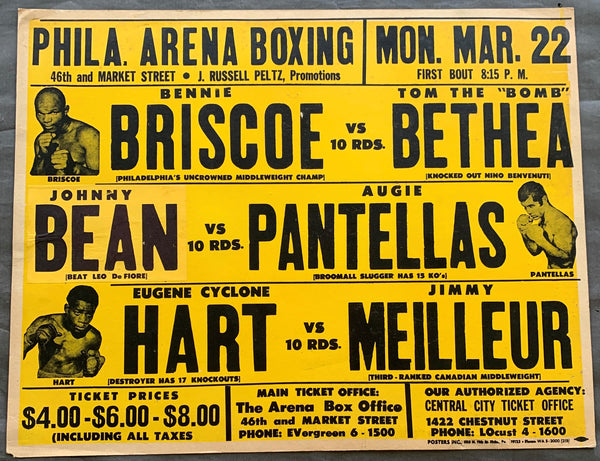 PHILA. ARENA BOXING
46th and MARKET STREET • J. RUSSELL PELTZ, Promotions
MON. MAR. 22
FIRST BOUT 8:15 P. M.
BENNIE
BRISCOE
[PHILADELPHIA'S UNCROWNED MIDDLEWEIGHT CHAMP]
BRISCOE
VS
10 RDS.
TOM THE "BOMB"
BETHEA
[KNOCKED OUT NINO BENVENUTI]
JOHNNY
BEAN
[BEAT LEO De FIORE]
VS
10 RDS.
AUGIE
PANTELLAS
[BROOMALL SLUGGER HAS 15 KO's]
PANTELLAS
EUGENE CYCLONE
HART
[DESTROYER HAS 17 KNOCKOUTS]
HART
VS
10 RDS.
JIMMY
MEILLEUR
[THIRD-RANKED CANADIAN MIDDLEWEIGHT]
TICKET PRICES
$4.00-$6.00-$8.00
(INCLUDING ALL TAXES
MAIN TICKET OFFICE:
The Arena Box Office
46th and MARKET STREET
PHONE: EVergreen 6 - 1500
OUR AUTHORIZED AGENCY:
CENTRAL CITY TICKET OFFICE
1422 CHESTNUT STREET
PHONE: LOcust 4 - 1600
POSTERS INC.